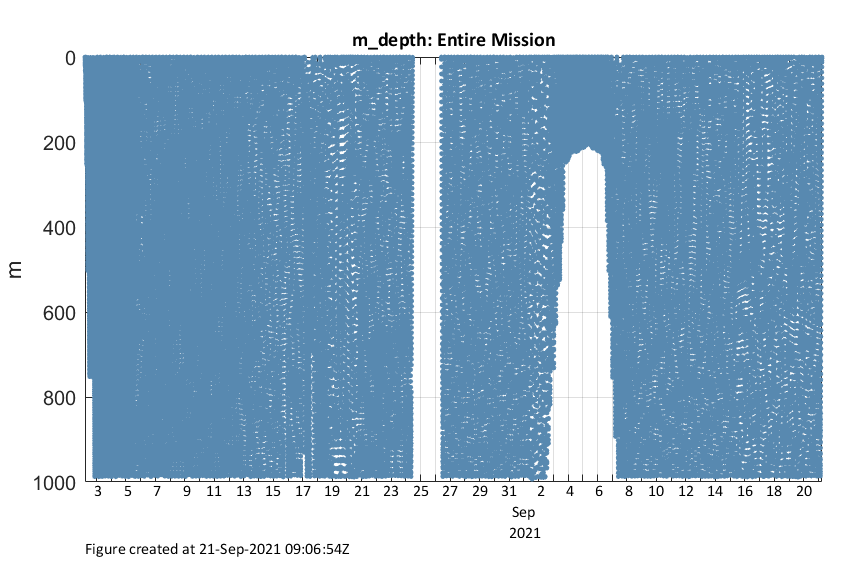 m_depth: Entire Mission
0
200
400
600
800
1000
m
3 5 7 9 11 13 15 17 19 21 23 25 27 29 31 2 4 6 8 10 12 14 16 18 20
Sep
2021
Figure created at 21-Sep-2021 09:06:54Z